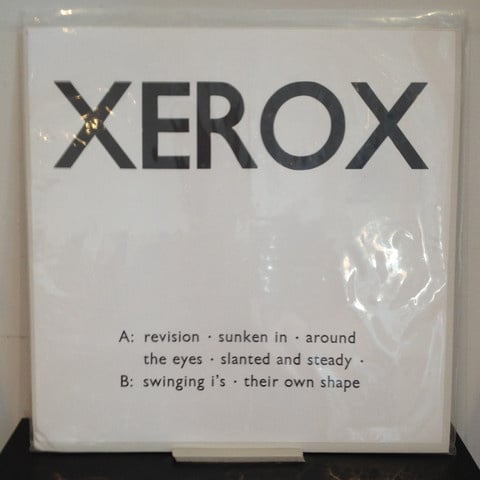 XEROX
A: revision · sunken in · around
the eyes · slanted and steady ·
B: swinging i's · their own shape